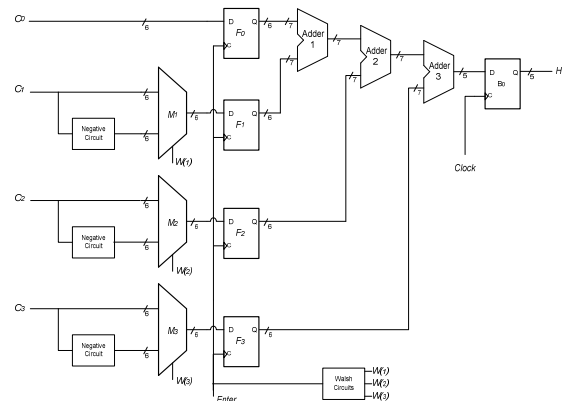 C0
6
D Q
F0
C
6
7
Adder
1
7
Adder
2
7
Adder
3
5
D Q
B0
C
5
H
7
7
7
Clock
C1
6
Negative
Circuit
6
M1
6
W(1)
D Q
F1
C
6
C2
6
Negative
Circuit
6
M2
6
W(2)
D Q
F2
C
6
C3
6
Negative
Circuit
6
M3
6
W(3)
D Q
F3
C
6
Enter
Walsh
Circuits
W(1)
W(2)
W(3)